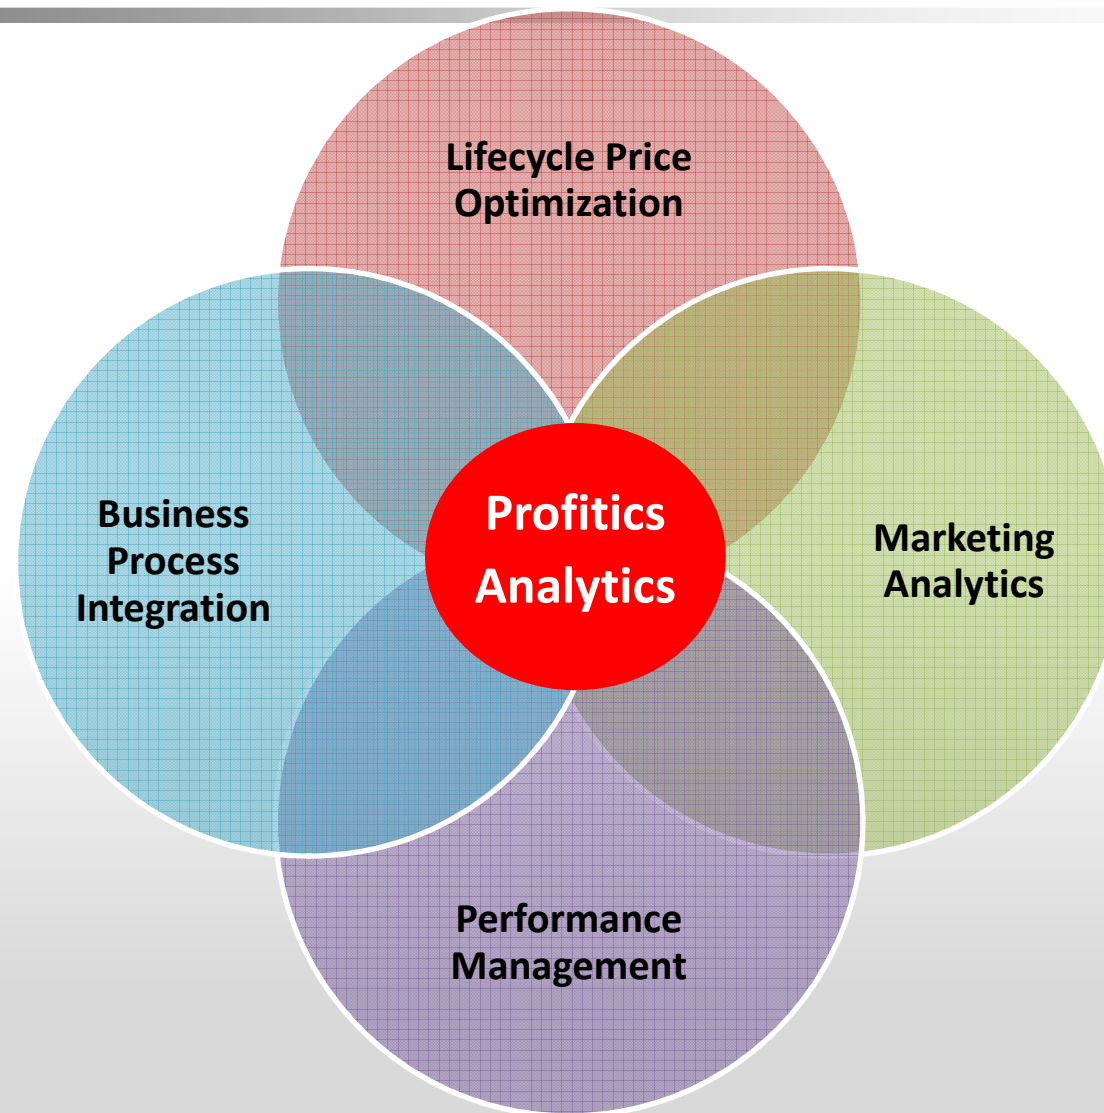 Lifecycle Price
Optimization
Business
Process
Integration
Profitics
Analytics
Marketing
Analytics
Performance
Management